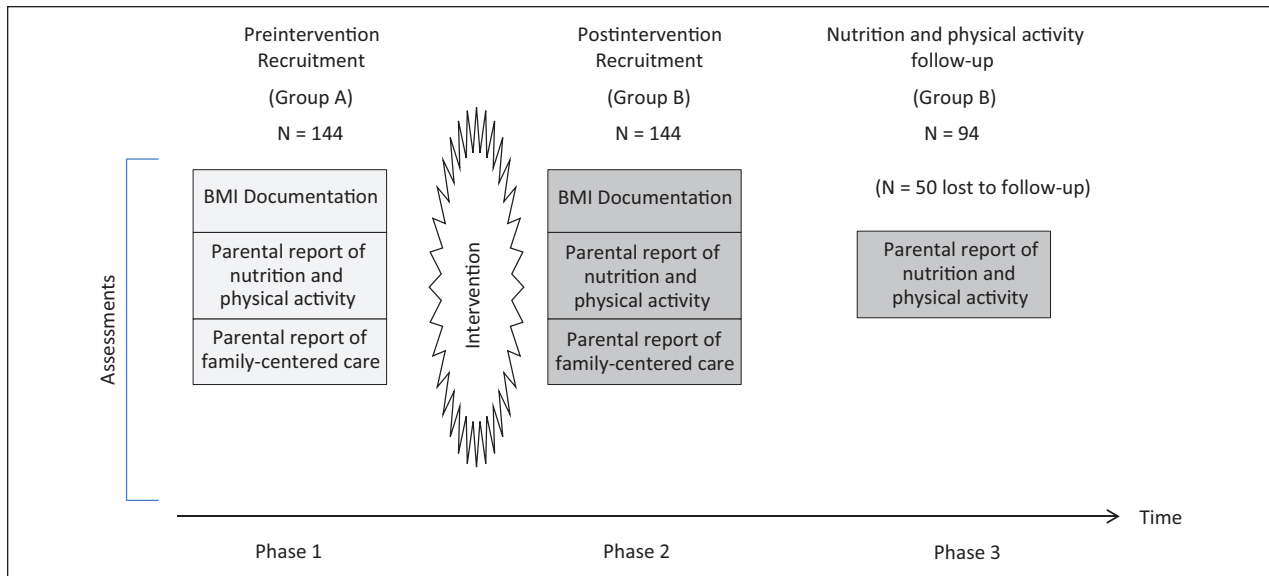 Preintervention
Recruitment
(Group A)
N = 144
Postintervention
Recruitment
(Group B)
N = 144
Nutrition and physical activity
follow-up
(Group B)
N = 94
(N = 50 lost to follow-up)
Assessments
BMI Documentation
Parental report of
nutrition and
physical activity
Parental report of
family-centered care
Intervention
BMI Documentation
Parental report of
nutrition and
physical activity
Parental report of
family-centered care
Parental report of
nutrition and
physical activity
Time
Phase 1
Phase 2
Phase 3